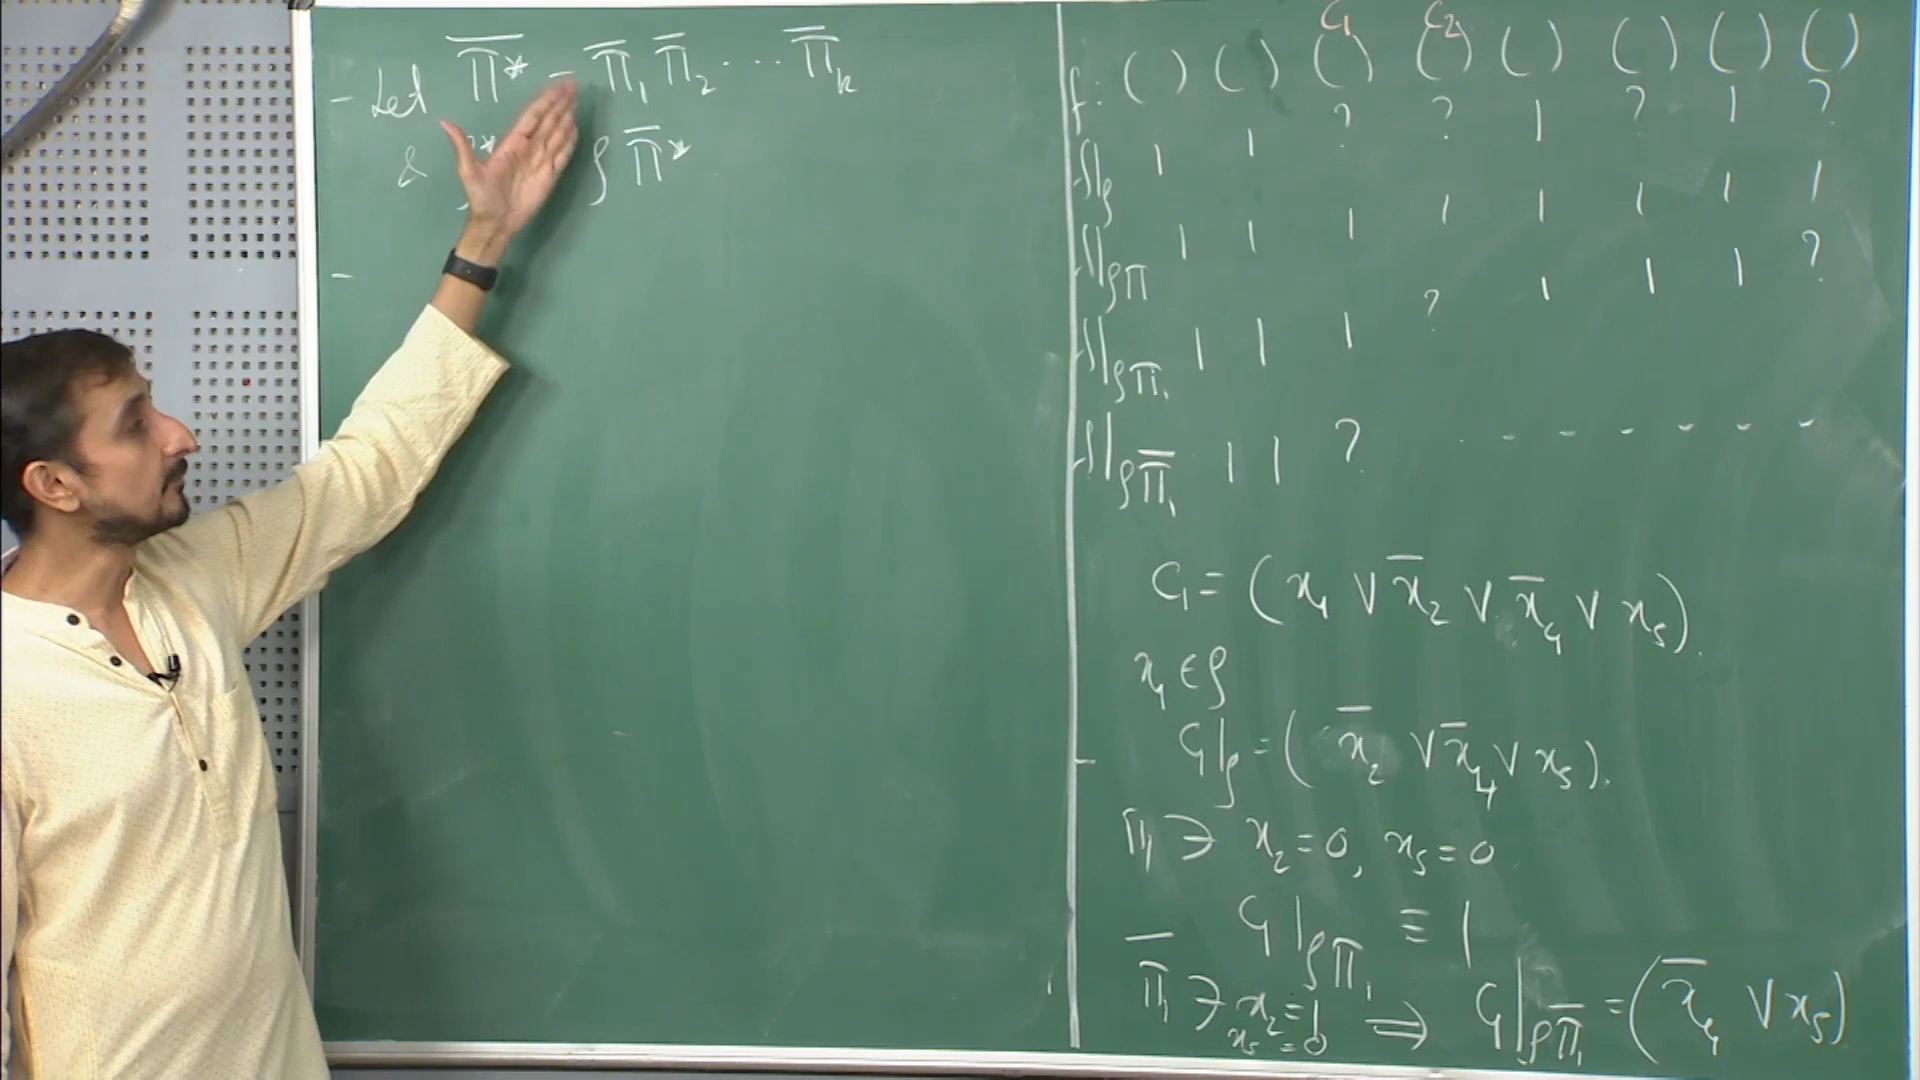 - Let π̅* = π̅₁ π̅₂ ... π̅ₖ
& ρ* ρ π̅*
-
C₁ C₂
f: ( ) ( ) ( ) ( ) ( ) ( ) ( ) ( )
f|ρ 1 1 ? ? 1 ? 1 ?
f|ρπ 1 1 1 1 1 1 1 1
f|ρπ₁ 1 1 1 ? 1 1 1 ?
f|ρπ̅₁ 1 1 ? . - - - - - -
C₁ = (x₁ ∨ x̅₂ ∨ x̅₄ ∨ x₅).
x₁ ∈ ρ
C₁|ρ = ( x̅₂ ∨ x̅₄ ∨ x₅).
π₁ ∋ x₂ = 0, x₅ = 0
C₁|ρπ₁ ≡ 1
π̅₁ ∋ x₂ = 1 ⇒ C₁|ρπ̅₁ = (x̅₄ ∨ x₅)
x₅ = 0